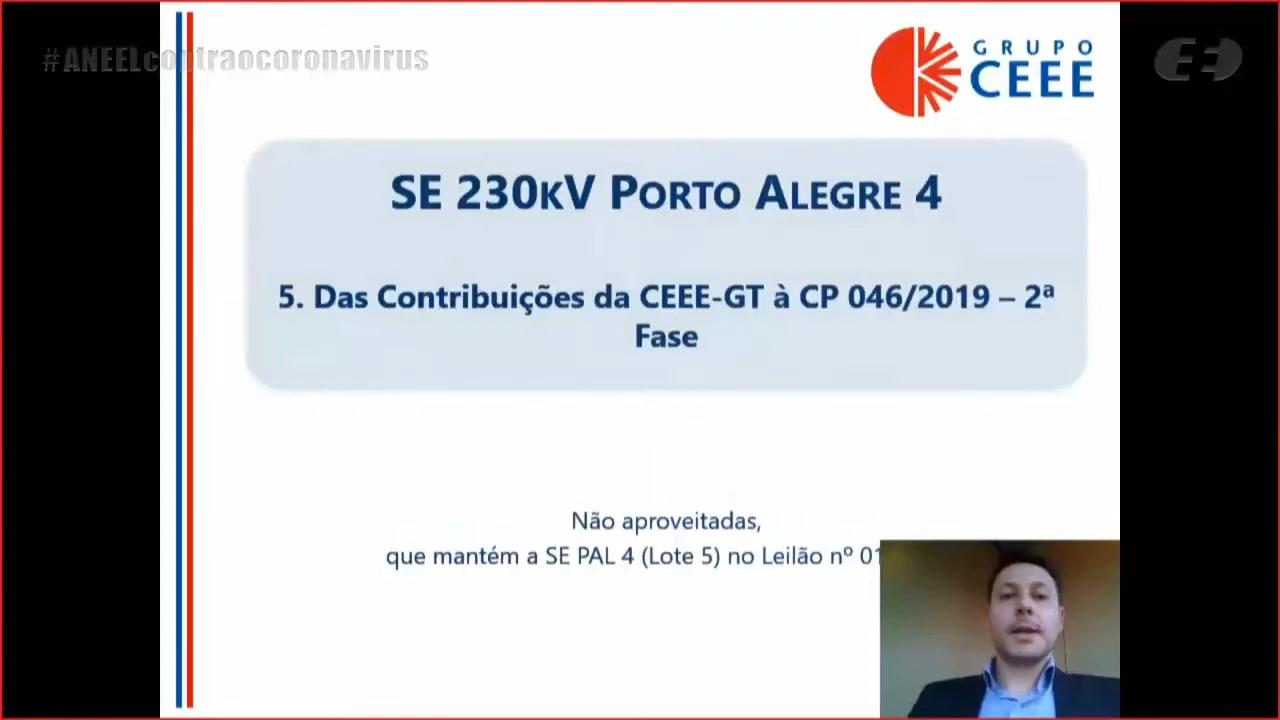 #ANEELcontraocoronavirus
GRUPO
CEEE
SE 230KV PORTO ALEGRE 4
5. Das Contribuições da CEEE-GT à CP 046/2019 – 2ª
Fase
Não aproveitadas,
que mantém a SE PAL 4 (Lote 5) no Leilão nº 01